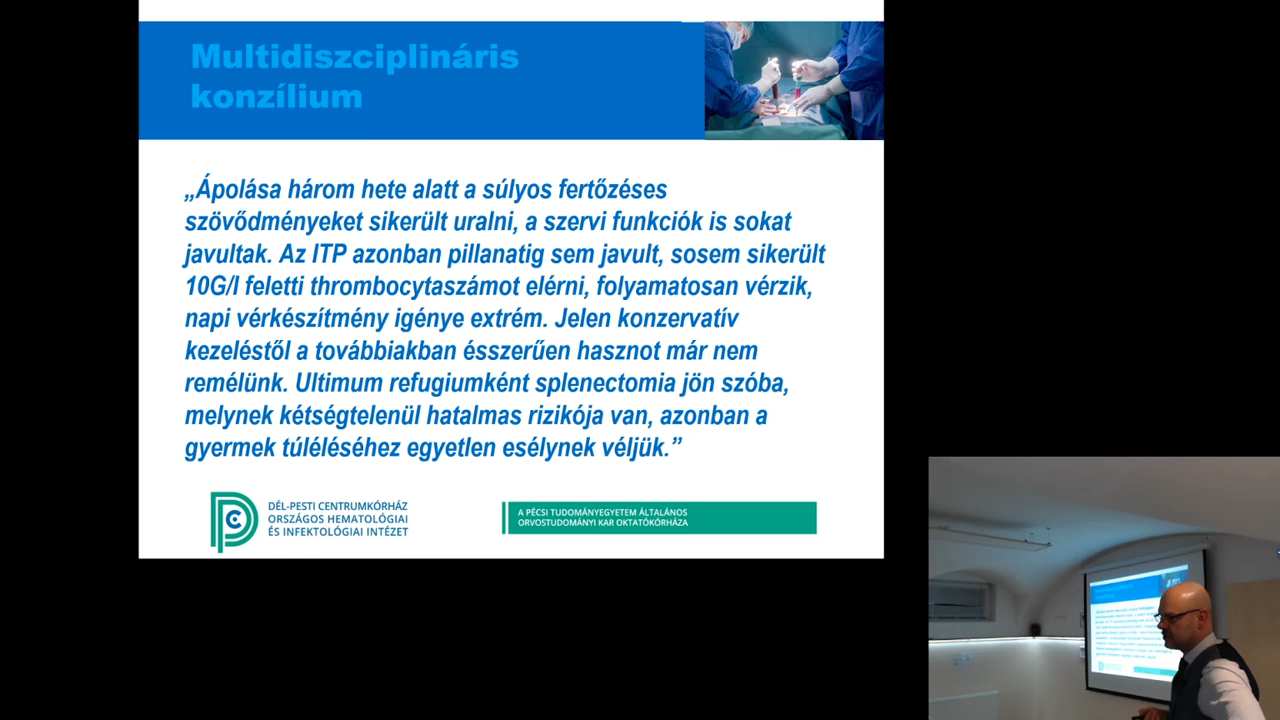 Multidiszciplináris
konzílium
„Ápolása három hete alatt a súlyos fertőzéses
szövődményeket sikerült uralni, a szervi funkciók is sokat
javultak. Az ITP azonban pillanatig sem javult, sosem sikerült
10G/l feletti thrombocytaszámot elérni, folyamatosan vérzik,
napi vérkészítmény igénye extrém. Jelen konzervatív
kezeléstől a továbbiakban ésszerűen hasznot már nem
remélünk. Ultimum refugiumként splenectomia jön szóba,
melynek kétségtelenül hatalmas rizikója van, azonban a
gyermek túléléséhez egyetlen esélynek véljük.”
DÉL-PESTI CENTRUMKÓRHÁZ
ORSZÁGOS HEMATOLÓGIAI
ÉS INFEKTOLÓGIAI INTÉZET
A PÉCSI TUDOMÁNYEGYETEM ÁLTALÁNOS
ORVOSTUDOMÁNYI KAR OKTATÓKÓRHÁZA